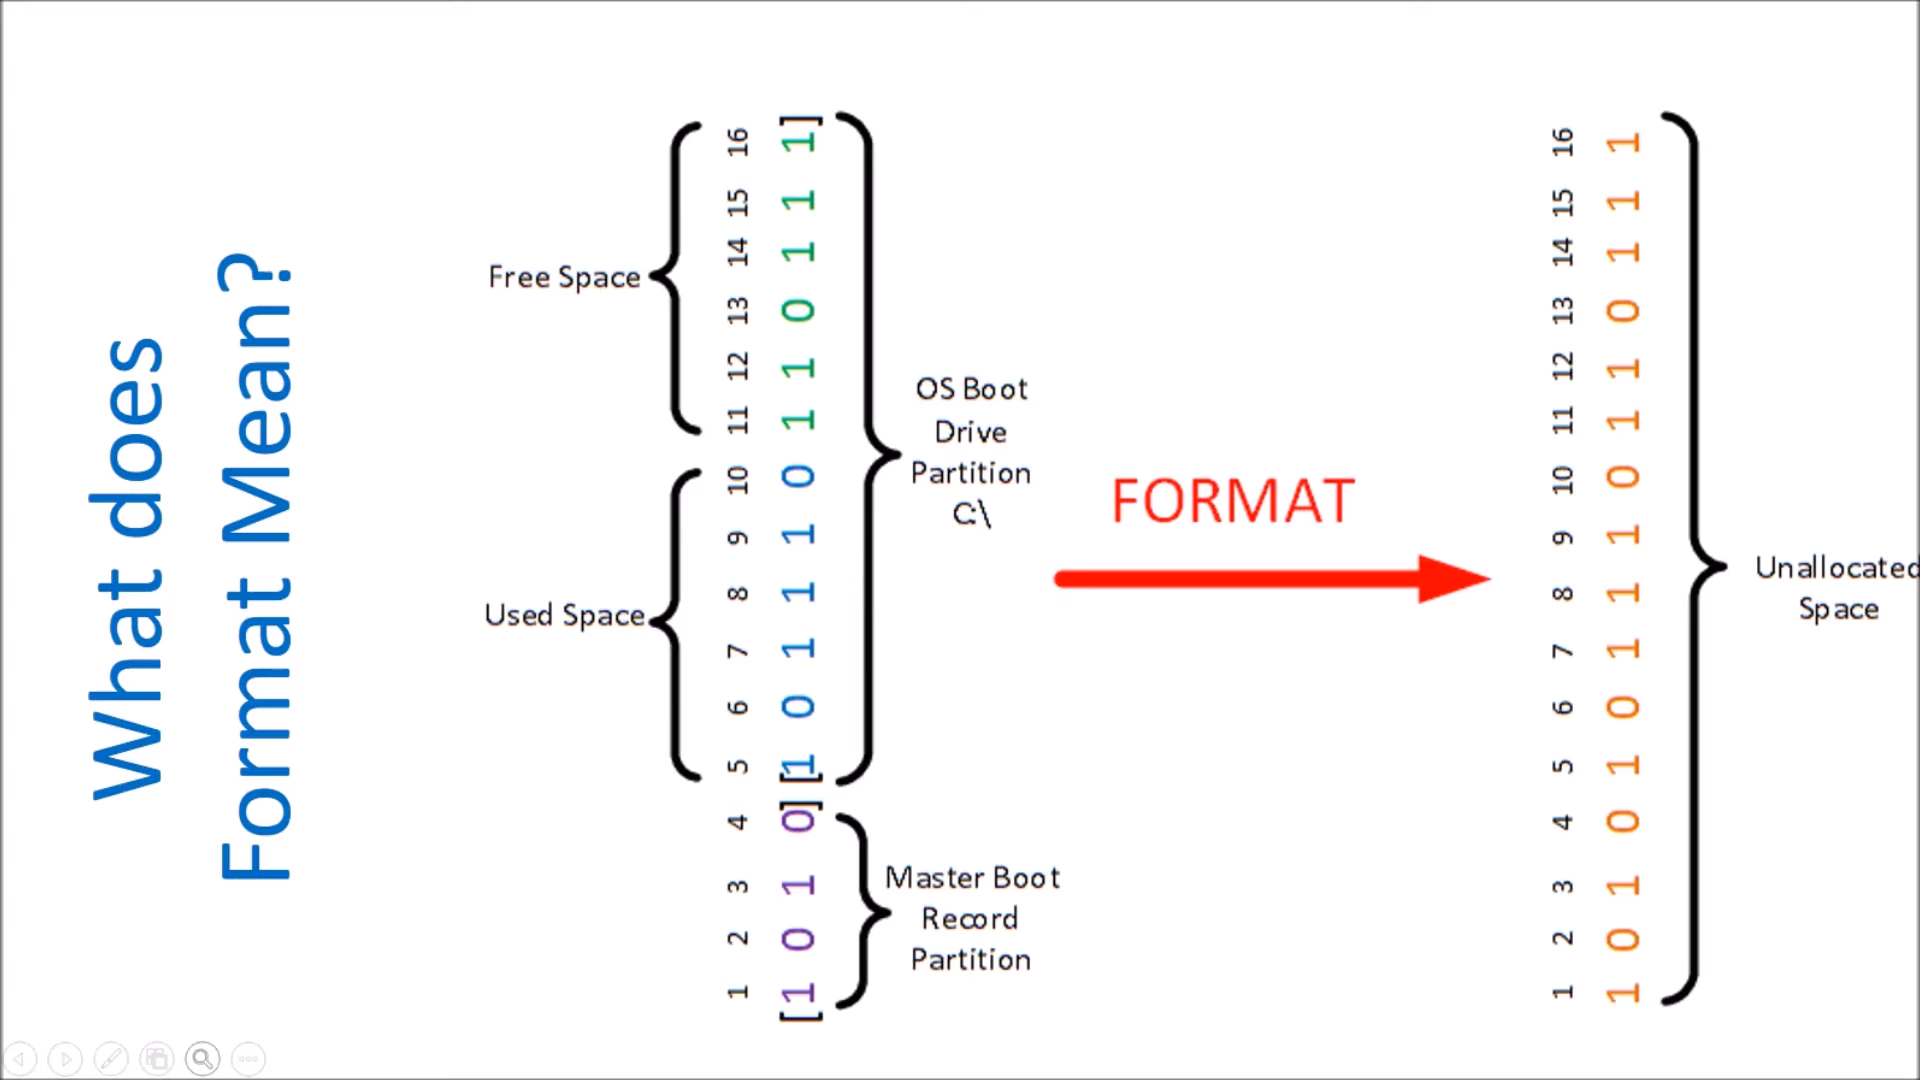 What does
Format Mean?
Free Space
Used Space
16 1]
15 1
14 1
13 0
12 1
11 1
10 0
9 1
8 1
7 1
6 0
5 [1
4 0]
3 1
2 0
1 [1
OS Boot
Drive
Partition
C:\
Master Boot
Record
Partition
FORMAT
16 1
15 1
14 1
13 0
12 1
11 1
10 0
9 1
8 1
7 1
6 0
5 1
4 0
3 1
2 0
1 1
Unallocated
Space